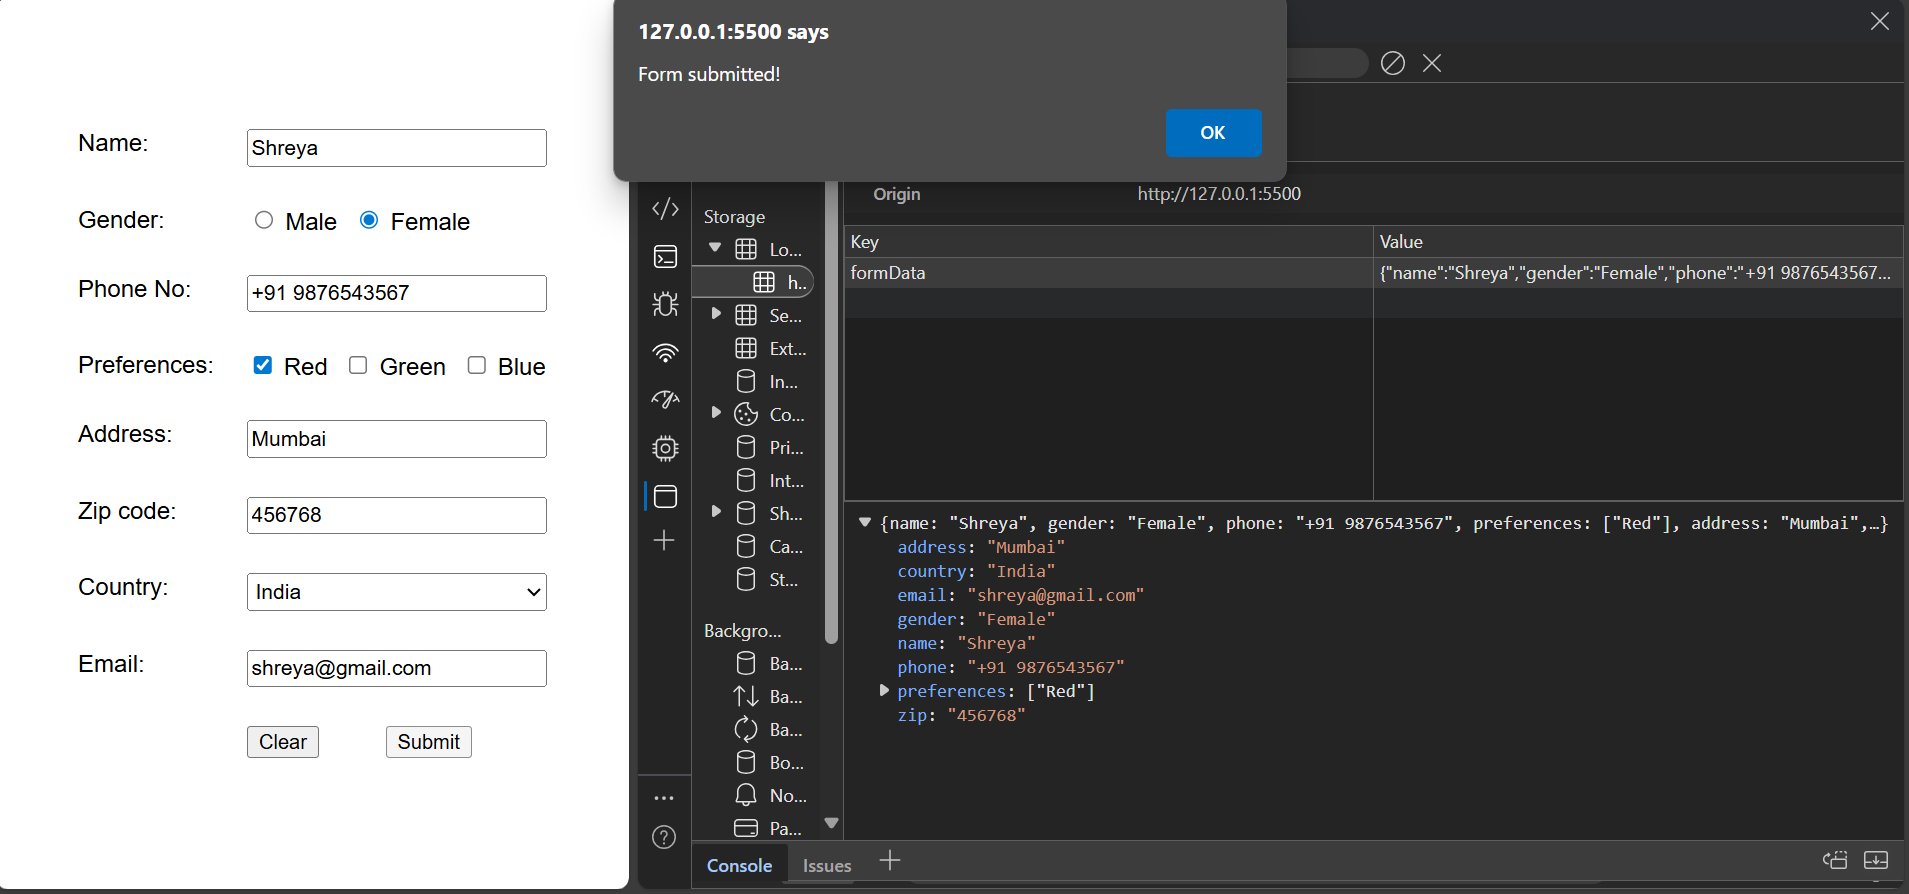 127.0.0.1:5500 says
Form submitted!
OK
Name: Shreya
Gender: Male Female
Phone No: +91 9876543567
Preferences: Red Green Blue
Address: Mumbai
Zip code: 456768
Country: India
Email: shreya@gmail.com
Clear Submit
Storage
Lo...
h..
Se...
Ext...
In...
Co...
Pri...
Int...
Sh...
Ca...
St...
Backgro...
Ba...
Ba...
Ba...
Bo...
No...
Pa...
Origin http://127.0.0.1:5500
Key Value
formData {"name":"Shreya","gender":"Female","phone":"+91 9876543567...
{name: "Shreya", gender: "Female", phone: "+91 9876543567", preferences: ["Red"], address: "Mumbai",…}
address: "Mumbai"
country: "India"
email: "shreya@gmail.com"
gender: "Female"
name: "Shreya"
phone: "+91 9876543567"
preferences: ["Red"]
zip: "456768"
Console Issues